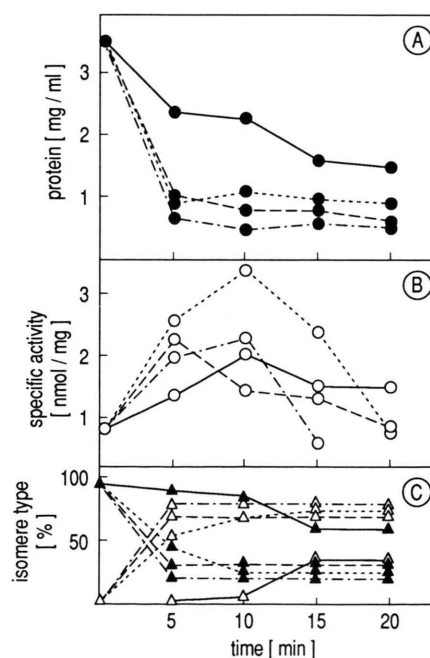 A
protein [ mg / ml ]
3
2
1
B
specific activity
[ nmol / mg ]
3
2
1
C
isomere type
[ % ]
100
50
5 10 15 20
time [ min ]